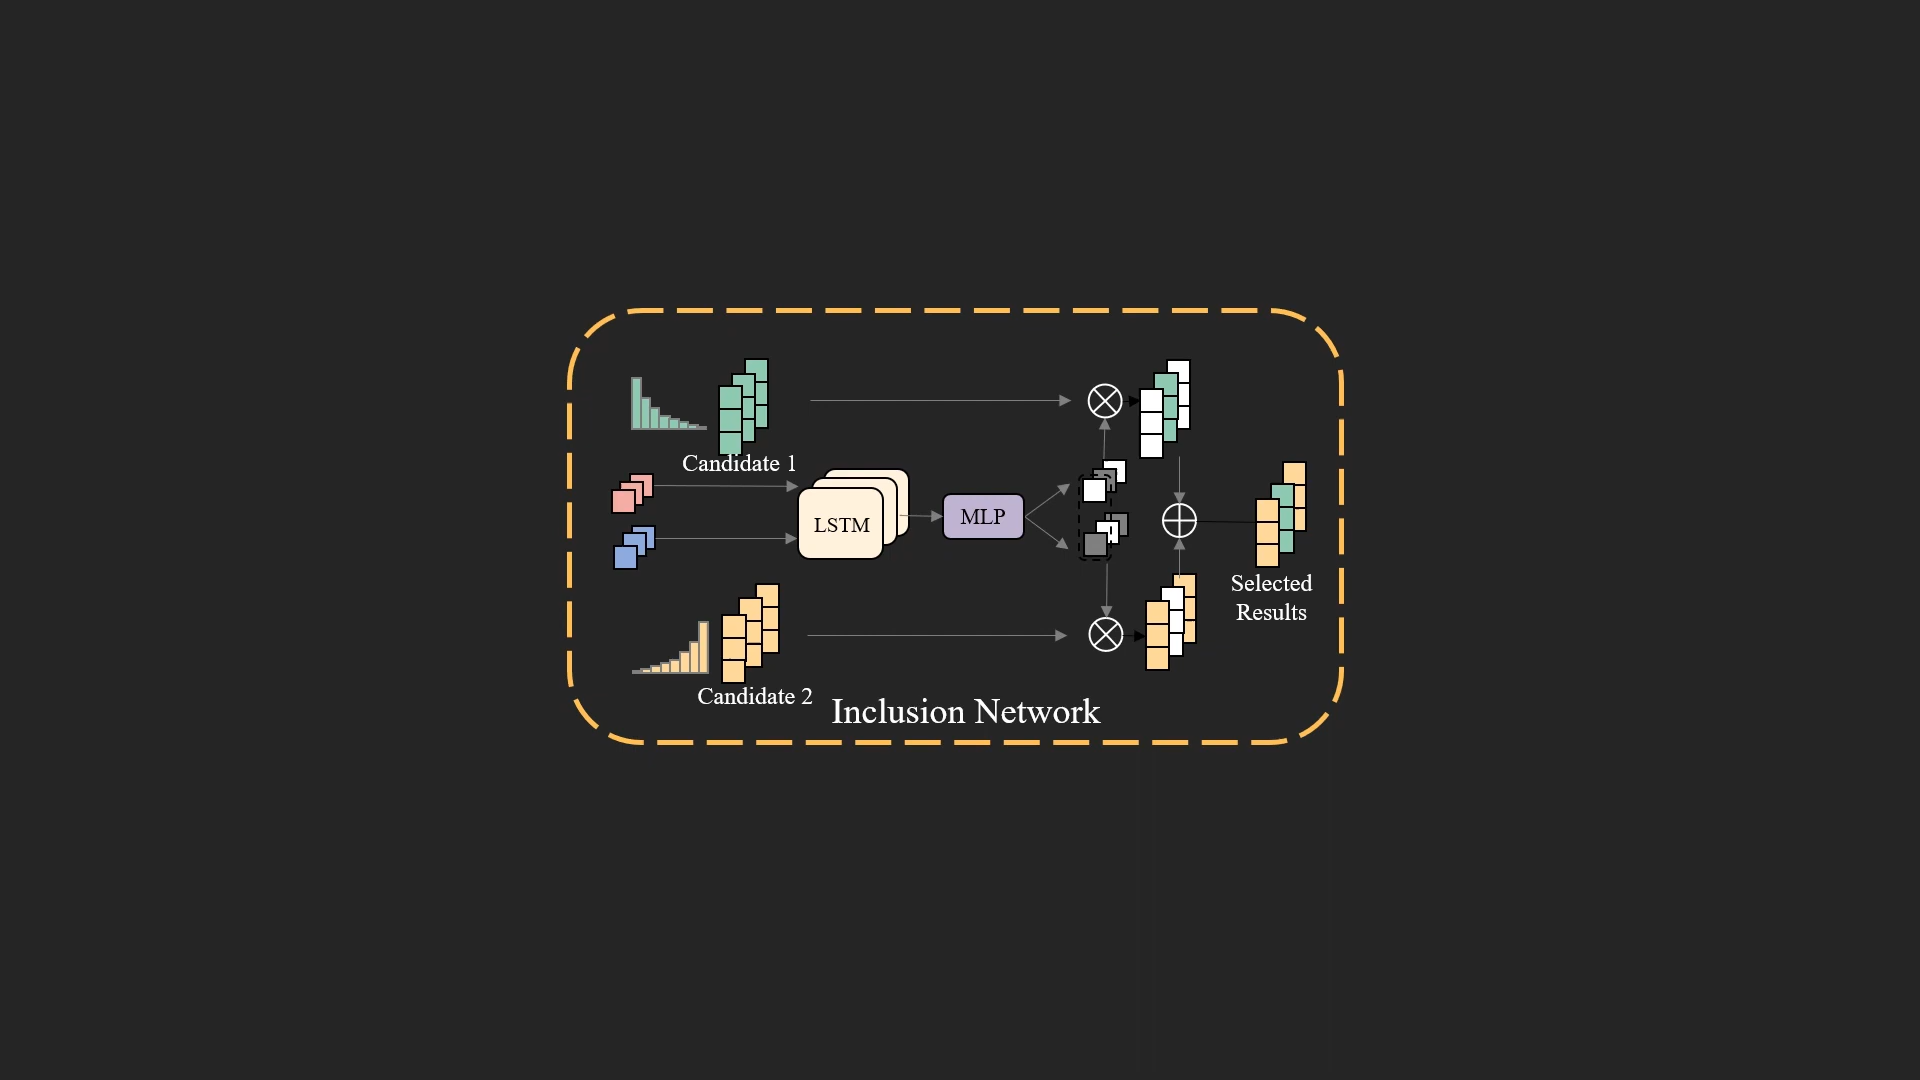 Candidate 1
LSTM
MLP
Selected
Results
Candidate 2
Inclusion Network